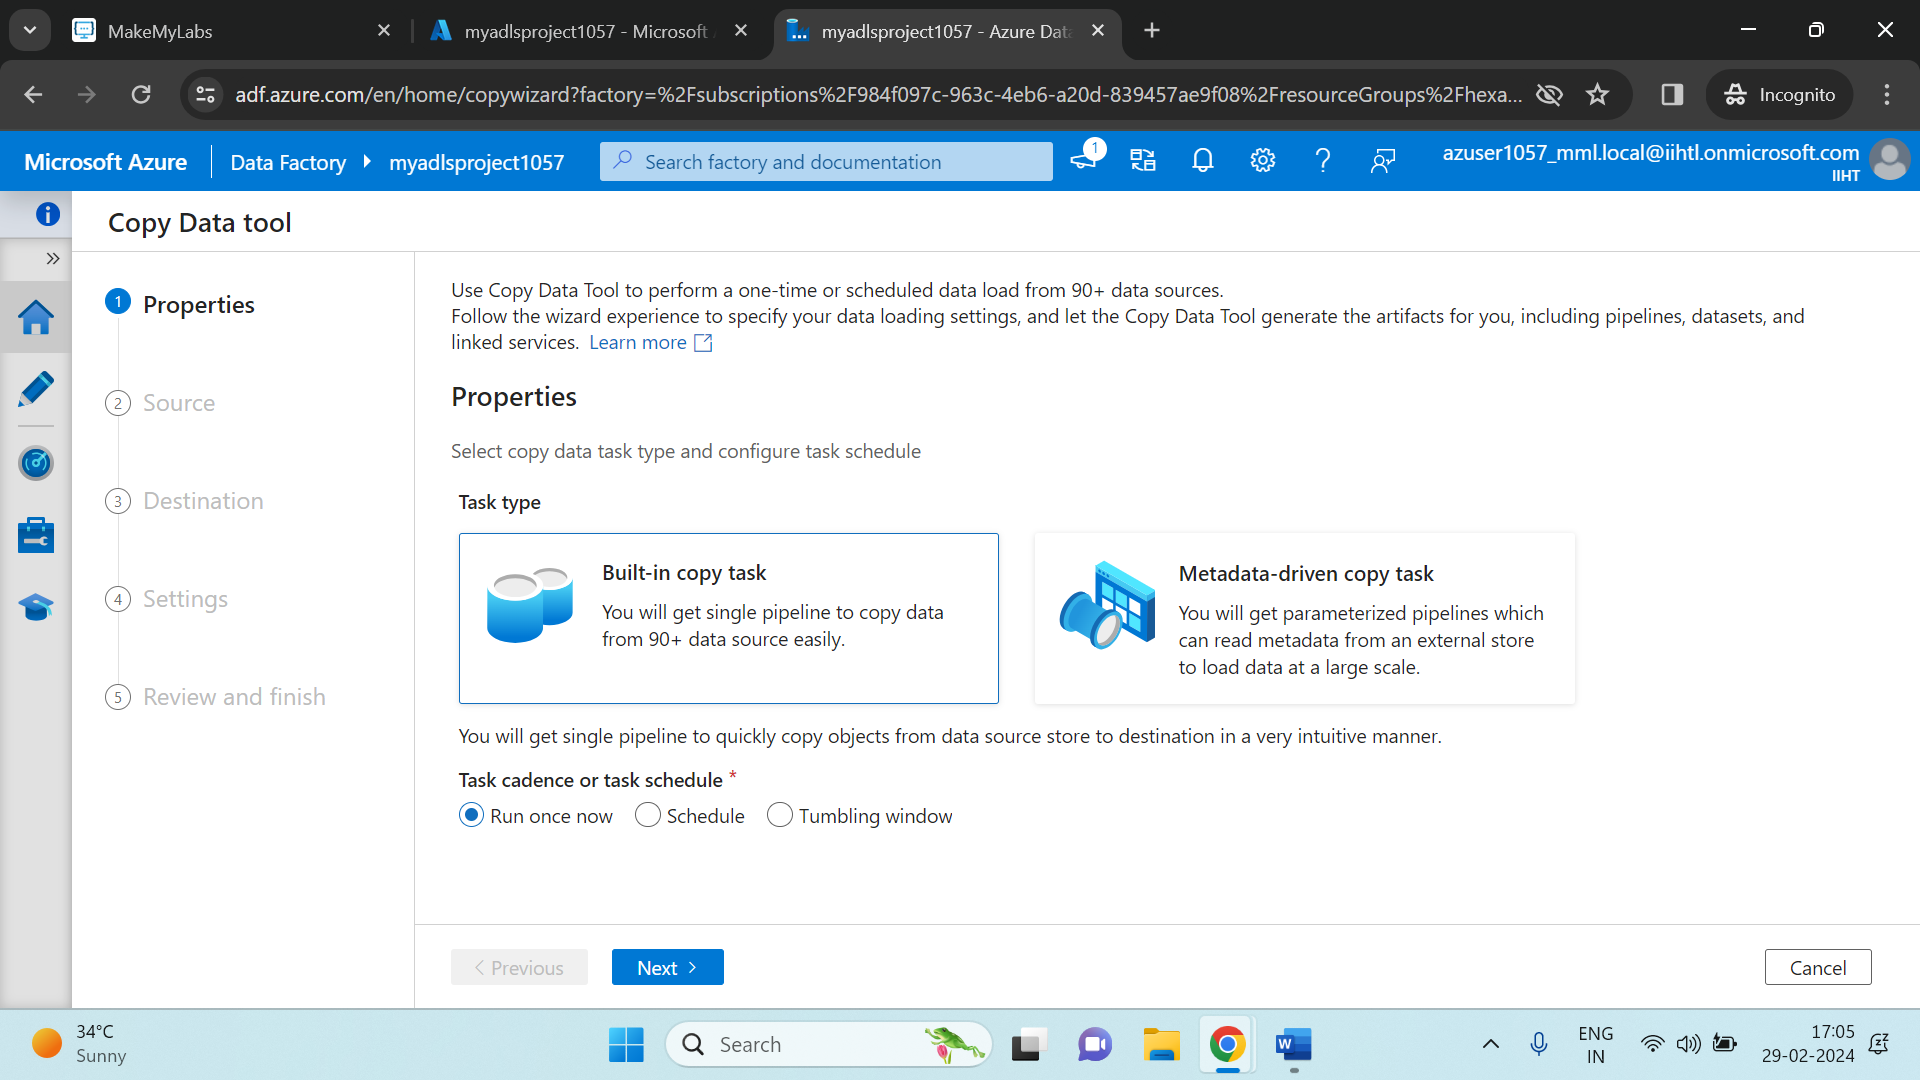 MakeMyLabs
myadlsproject1057 - Microsoft
myadlsproject1057 - Azure Data
adf.azure.com/en/home/copywizard?factory=%2Fsubscriptions%2F984f097c-963c-4eb6-a20d-839457ae9f08%2FresourceGroups%2Fhexa...
Incognito
Microsoft Azure
Data Factory
myadlsproject1057
Search factory and documentation
1
azuser1057_mml.local@iihtl.onmicrosoft.com
IIHT
Copy Data tool
1 Properties
2 Source
3 Destination
4 Settings
5 Review and finish
Use Copy Data Tool to perform a one-time or scheduled data load from 90+ data sources.
Follow the wizard experience to specify your data loading settings, and let the Copy Data Tool generate the artifacts for you, including pipelines, datasets, and
linked services. Learn more
Properties
Select copy data task type and configure task schedule
Task type
Built-in copy task
You will get single pipeline to copy data
from 90+ data source easily.
Metadata-driven copy task
You will get parameterized pipelines which
can read metadata from an external store
to load data at a large scale.
You will get single pipeline to quickly copy objects from data source store to destination in a very intuitive manner.
Task cadence or task schedule *
Run once now
Schedule
Tumbling window
< Previous
Next >
Cancel
34°C
Sunny
Search
W
ENG
IN
17:05
29-02-2024